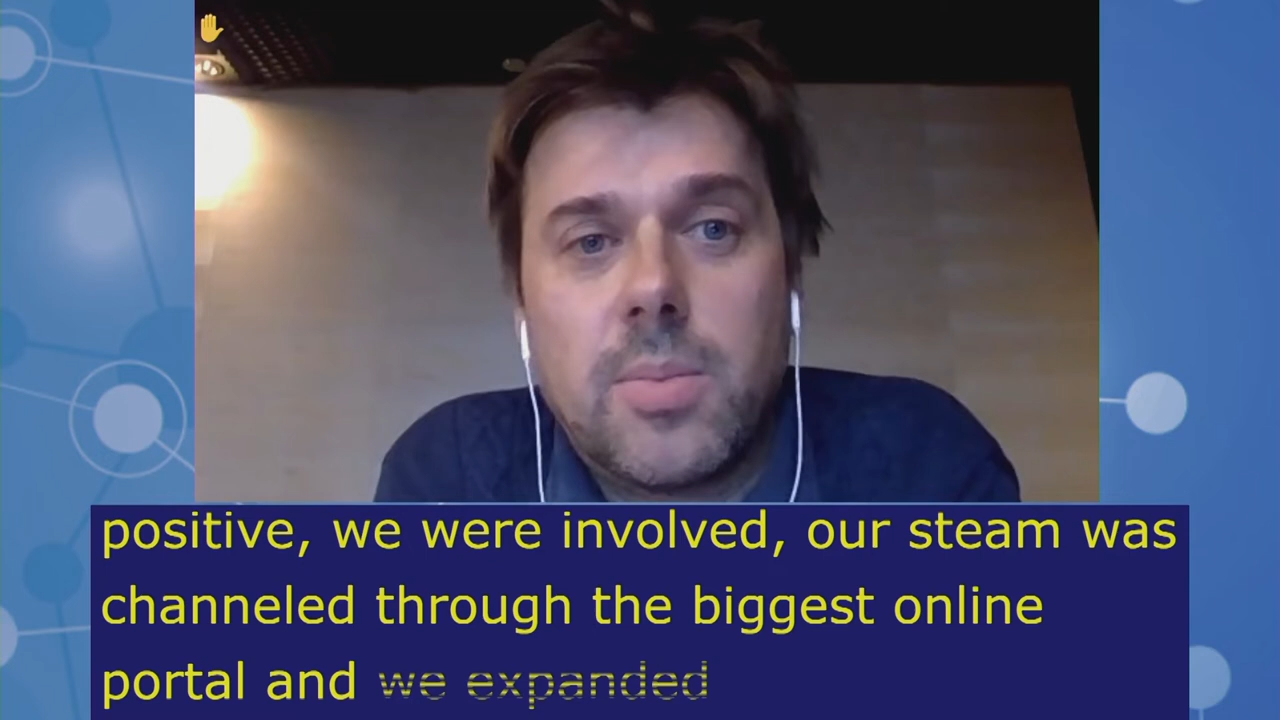 positive, we were involved, our steam was
channeled through the biggest online
portal and we expanded